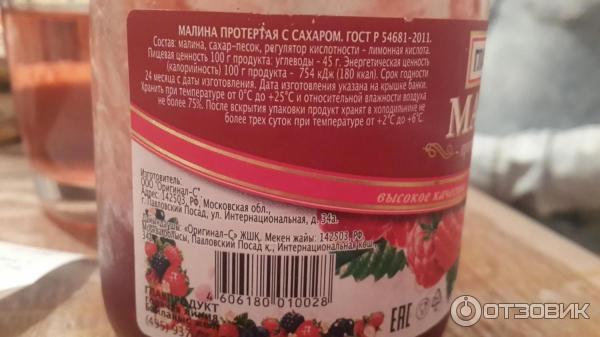 МАЛИНА ПРОТЕРТАЯ С САХАРОМ. ГОСТ Р 54681-2011.
Состав: малина, сахар-песок, регулятор кислотности – лимонная кислота.
Пищевая ценность 100 г продукта: углеводы - 45 г. Энергетическая ценность
(калорийность) 100 г продукта - 754 кДж (180 ккал). Срок годности
24 месяца с даты изготовления. Дата изготовления указана на крышке банки.
Хранить при температуре от 0°С до +25°С и относительной влажности воздуха
не более 75%. После вскрытия упаковки продукт хранят в холодильнике не
более трех суток при температуре от +2°С до +6°С.
высокое качес
Изготовитель:
ООО "Оригинал-С",
Адрес: 142503, РФ, Московская обл.,
г. Павловский Посад, ул. Интернациональная, д. 34а.
«Оригинал-С» ЖШҚ. Мекен жайы: 142503, РФ,
Павловский Посад қ., Интернациональная көш.,
4 606180 010028
ГЛАВПРОДУКТ
EAC
ОТЗОВИК